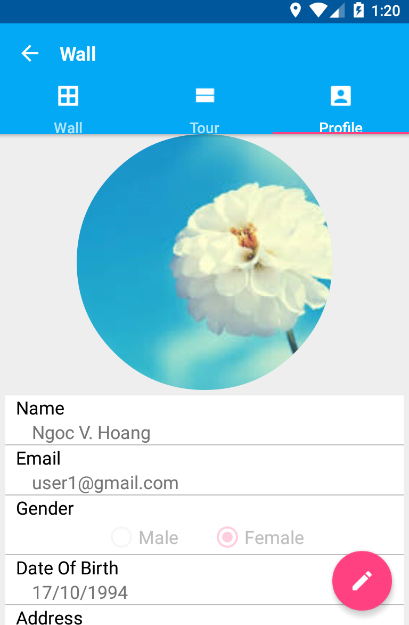 1:20
Wall
Wall Tour Profile
Name
Ngoc V. Hoang
Email
user1@gmail.com
Gender
Male Female
Date Of Birth
17/10/1994
Address